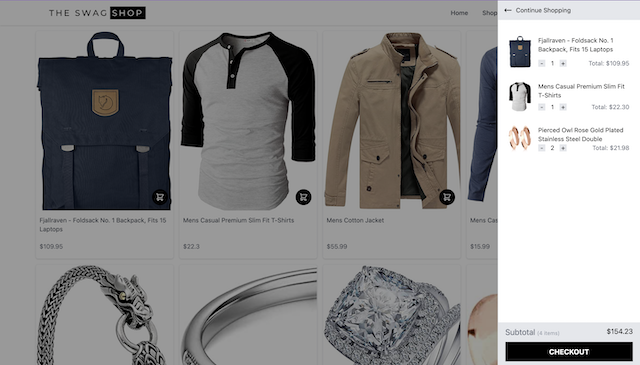 THE SWAG SHOP
Home
Shop
Fjallraven - Foldsack No. 1 Backpack, Fits 15
Laptops
$109.95
Mens Casual Premium Slim Fit T-Shirts
$22.3
Mens Cotton Jacket
$55.99
Mens Cas
$15.99
← Continue Shopping
Fjallraven - Foldsack No. 1
Backpack, Fits 15 Laptops
- 1 + Total: $109.95
Mens Casual Premium Slim Fit
T-Shirts
- 1 + Total: $22.30
Pierced Owl Rose Gold Plated
Stainless Steel Double
- 2 + Total: $21.98
Subtotal (4 items) $154.23
CHECKOUT